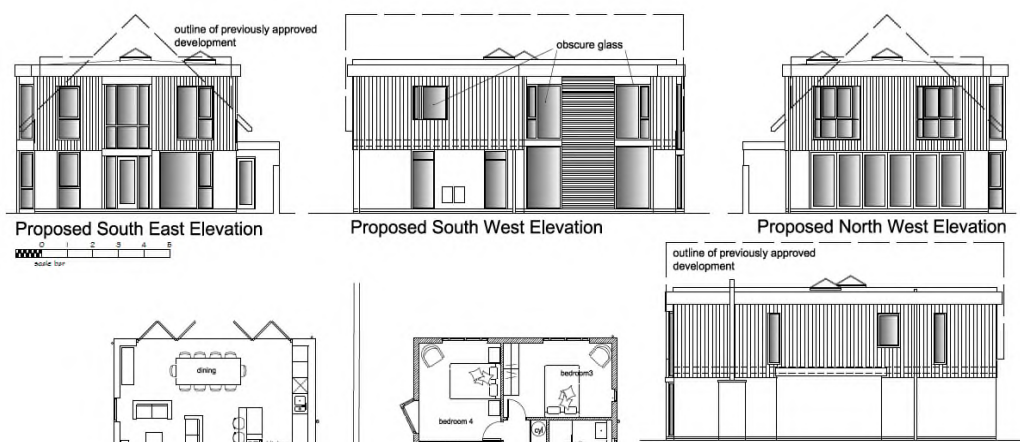 outline of previously approved
development
obscure glass
Proposed South East Elevation
Proposed South West Elevation
Proposed North West Elevation
0 1 2 3 4 5
scale bar
outline of previously approved
development
dining
bedroom 4
bedroom3
cyl